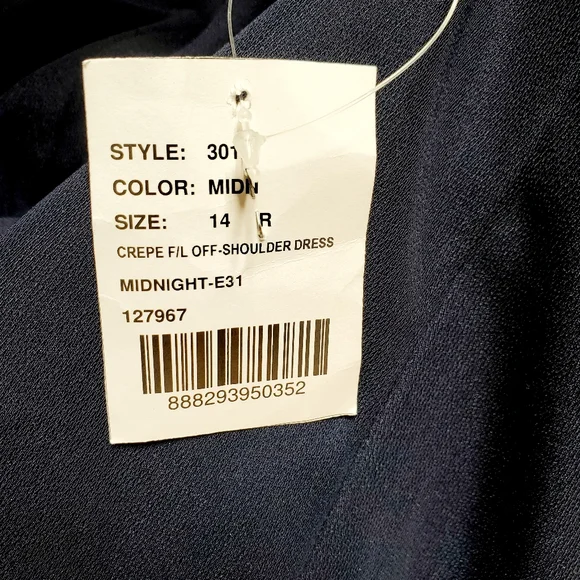 STYLE: 301
COLOR: MIDN
SIZE: 14 R
CREPE F/L OFF-SHOULDER DRESS
MIDNIGHT-E31
127967
888293950352